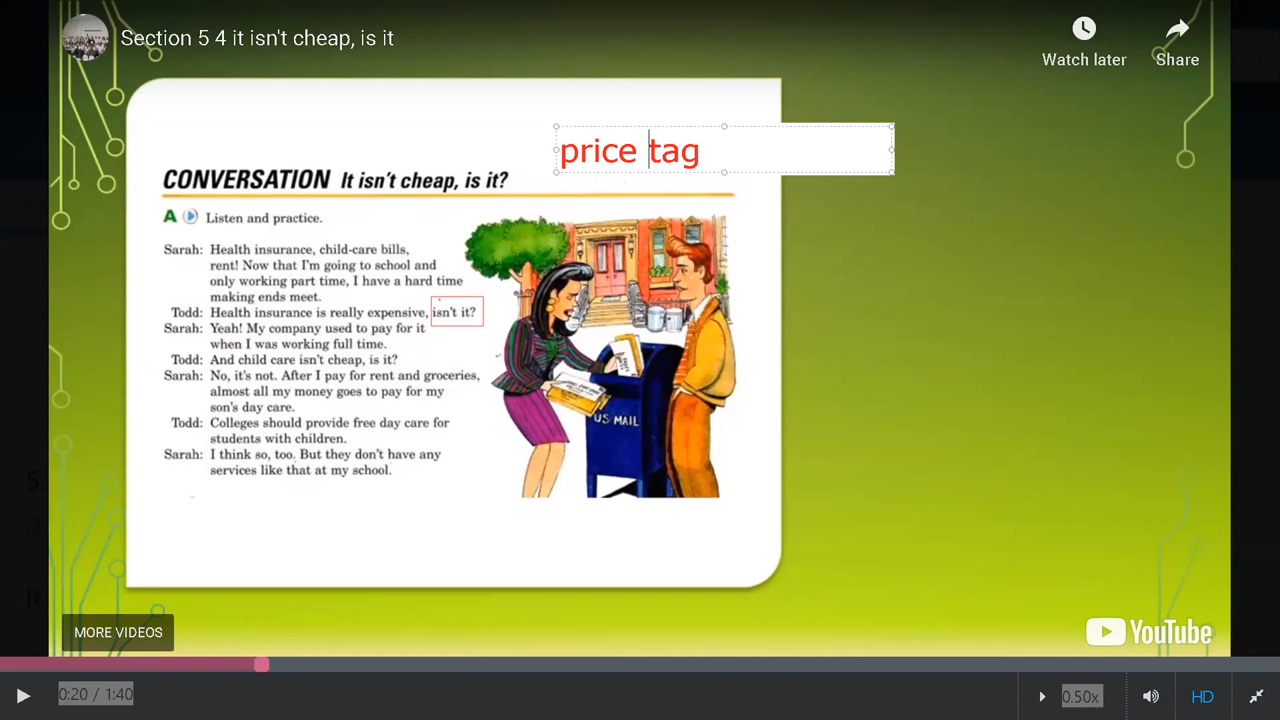 Section 5 4 it isn't cheap, is it
Watch later
Share
price tag
CONVERSATION It isn't cheap, is it?
A Listen and practice.
Sarah: Health insurance, child-care bills,
rent! Now that I'm going to school and
only working part time, I have a hard time
making ends meet.
Todd: Health insurance is really expensive, isn't it?
Sarah: Yeah! My company used to pay for it
when I was working full time.
Todd: And child care isn't cheap, is it?
Sarah: No, it's not. After I pay for rent and groceries,
almost all my money goes to pay for my
son's day care.
Todd: Colleges should provide free day care for
students with children.
Sarah: I think so, too. But they don't have any
services like that at my school.
US MAIL
MORE VIDEOS
YouTube
0:20 / 1:40
0.50x
HD